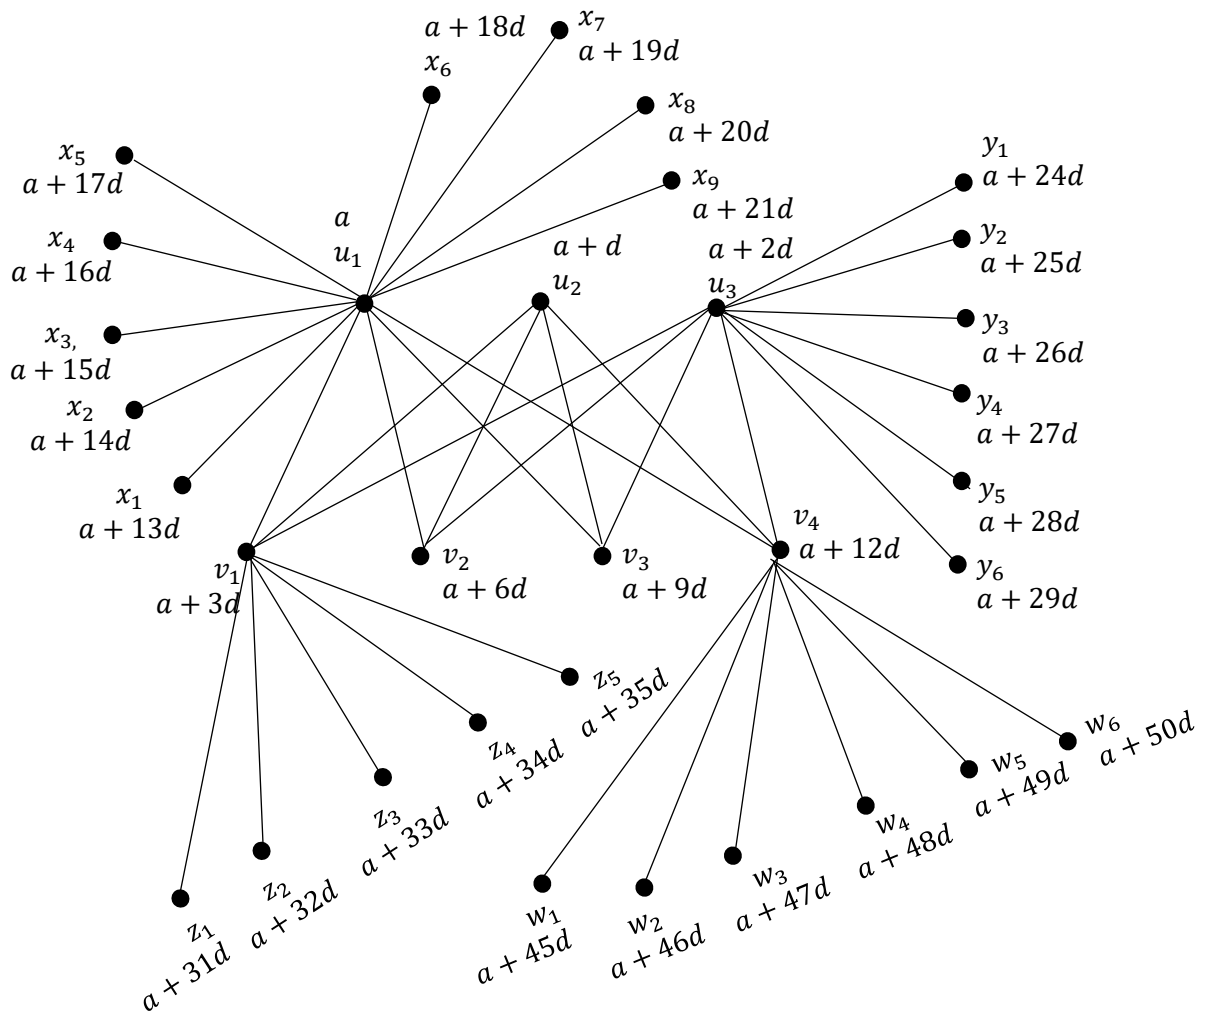 a + 18d
x₆
x₇
a + 19d
x₈
a + 20d
x₉
a + 21d
x₅
a + 17d
x₄
a + 16d
x₃,
a + 15d
x₂
a + 14d
x₁
a + 13d
a
u₁
a + d
u₂
a + 2d
u₃
y₁
a + 24d
y₂
a + 25d
y₃
a + 26d
y₄
a + 27d
y₅
a + 28d
y₆
a + 29d
v₁
a + 3d
v₂
a + 6d
v₃
a + 9d
v₄
a + 12d
z₁
a + 31d
z₂
a + 32d
z₃
a + 33d
z₄
a + 34d
z₅
a + 35d
w₁
a + 45d
w₂
a + 46d
w₃
a + 47d
w₄
a + 48d
w₅
a + 49d
w₆
a + 50d